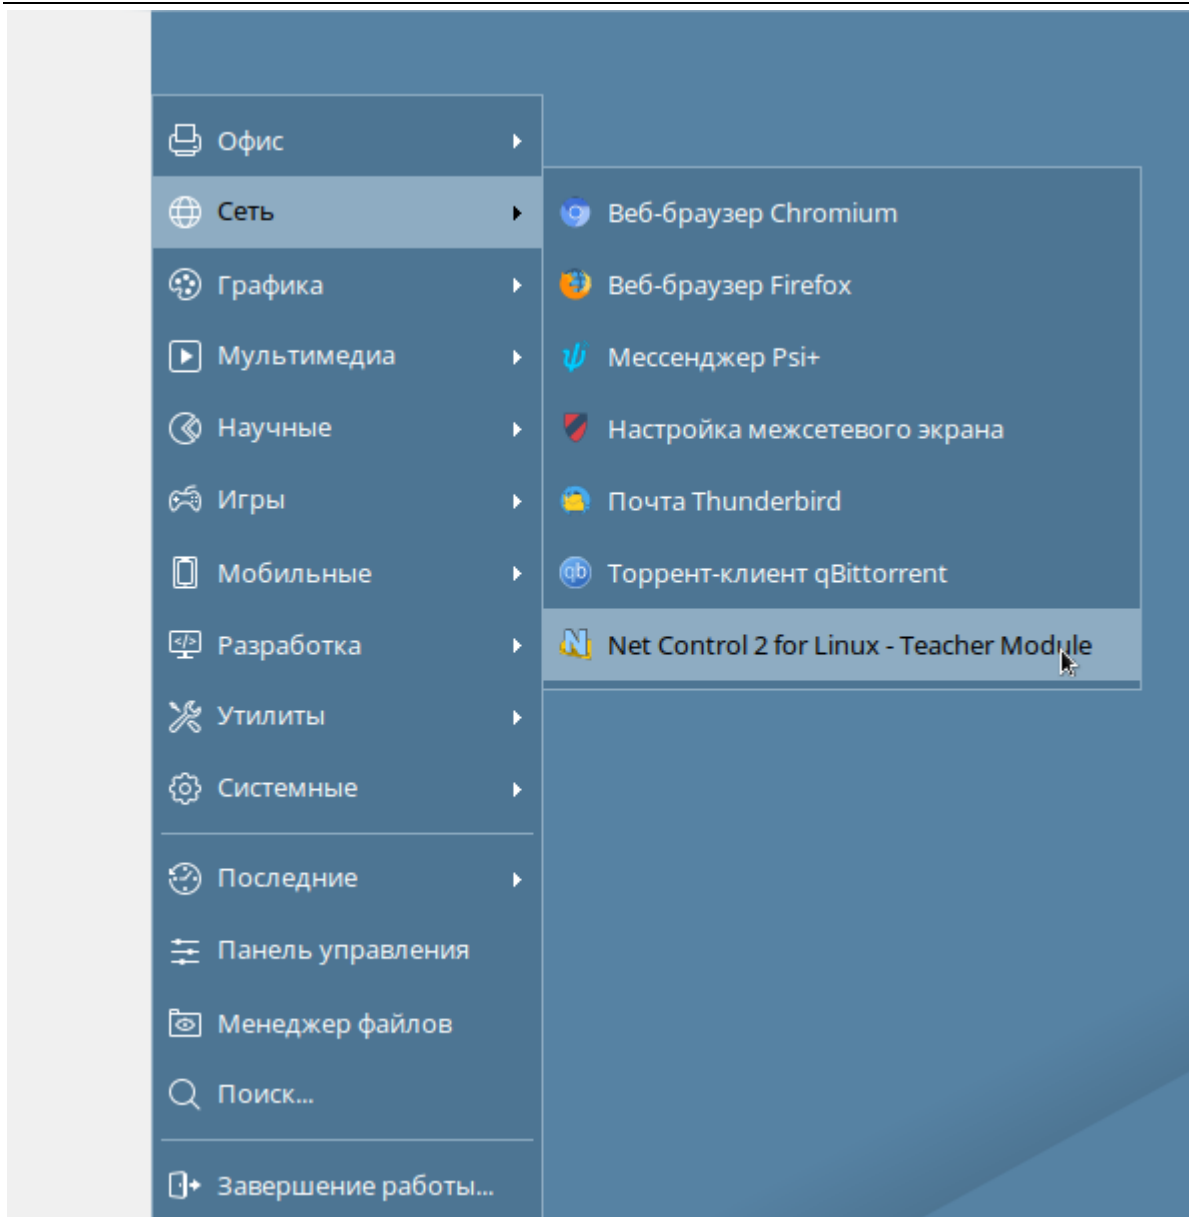 Офис
Сеть
Графика
Мультимедиа
Научные
Игры
Мобильные
Разработка
Утилиты
Системные
Последние
Панель управления
Менеджер файлов
Поиск...
Завершение работы...
Веб-браузер Chromium
Веб-браузер Firefox
Мессенджер Psi+
Настройка межсетевого экрана
Почта Thunderbird
qb
Торрент-клиент qBittorrent
Net Control 2 for Linux - Teacher Module